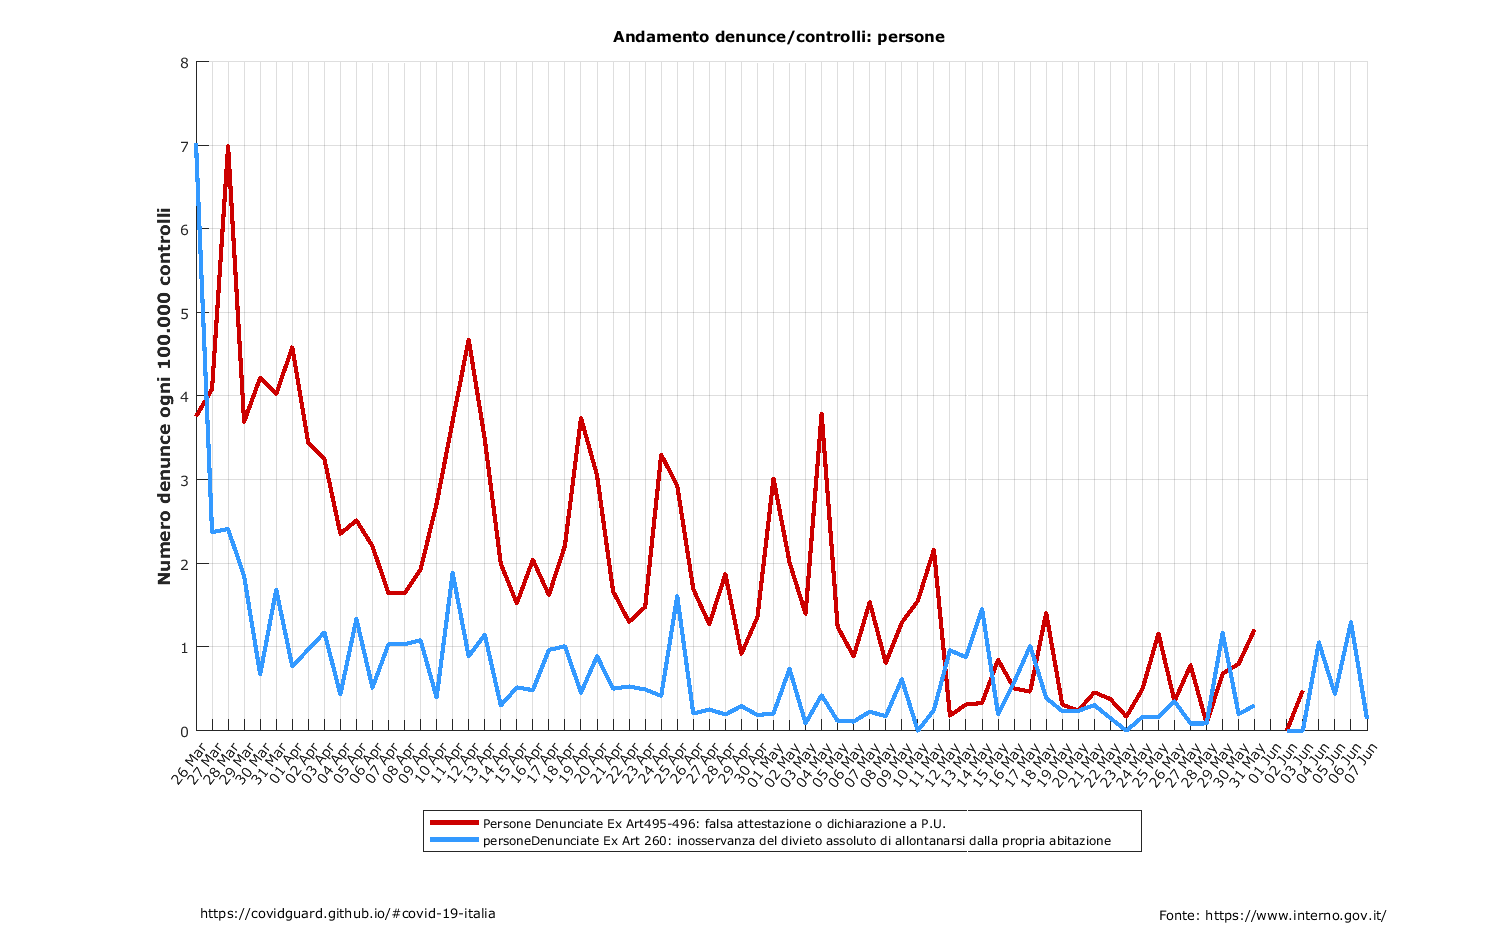 Andamento denunce/controlli: persone
Numero denunce ogni 100.000 controlli
8
7
6
5
4
3
2
1
0
26 Mar
27 Mar
28 Mar
29 Mar
30 Mar
31 Mar
01 Apr
02 Apr
03 Apr
04 Apr
05 Apr
06 Apr
07 Apr
08 Apr
09 Apr
10 Apr
11 Apr
12 Apr
13 Apr
14 Apr
15 Apr
16 Apr
17 Apr
18 Apr
19 Apr
20 Apr
21 Apr
22 Apr
23 Apr
24 Apr
25 Apr
26 Apr
27 Apr
28 Apr
29 Apr
30 Apr
01 May
02 May
03 May
04 May
05 May
06 May
07 May
08 May
09 May
10 May
11 May
12 May
13 May
14 May
15 May
16 May
17 May
18 May
19 May
20 May
21 May
22 May
23 May
24 May
25 May
26 May
27 May
28 May
29 May
30 May
31 May
01 Jun
02 Jun
03 Jun
04 Jun
05 Jun
06 Jun
07 Jun
Persone Denunciate Ex Art495-496: falsa attestazione o dichiarazione a P.U.
personeDenunciate Ex Art 260: inosservanza del divieto assoluto di allontanarsi dalla propria abitazione
https://covidguard.github.io/#covid-19-italia
Fonte: https://www.interno.gov.it/